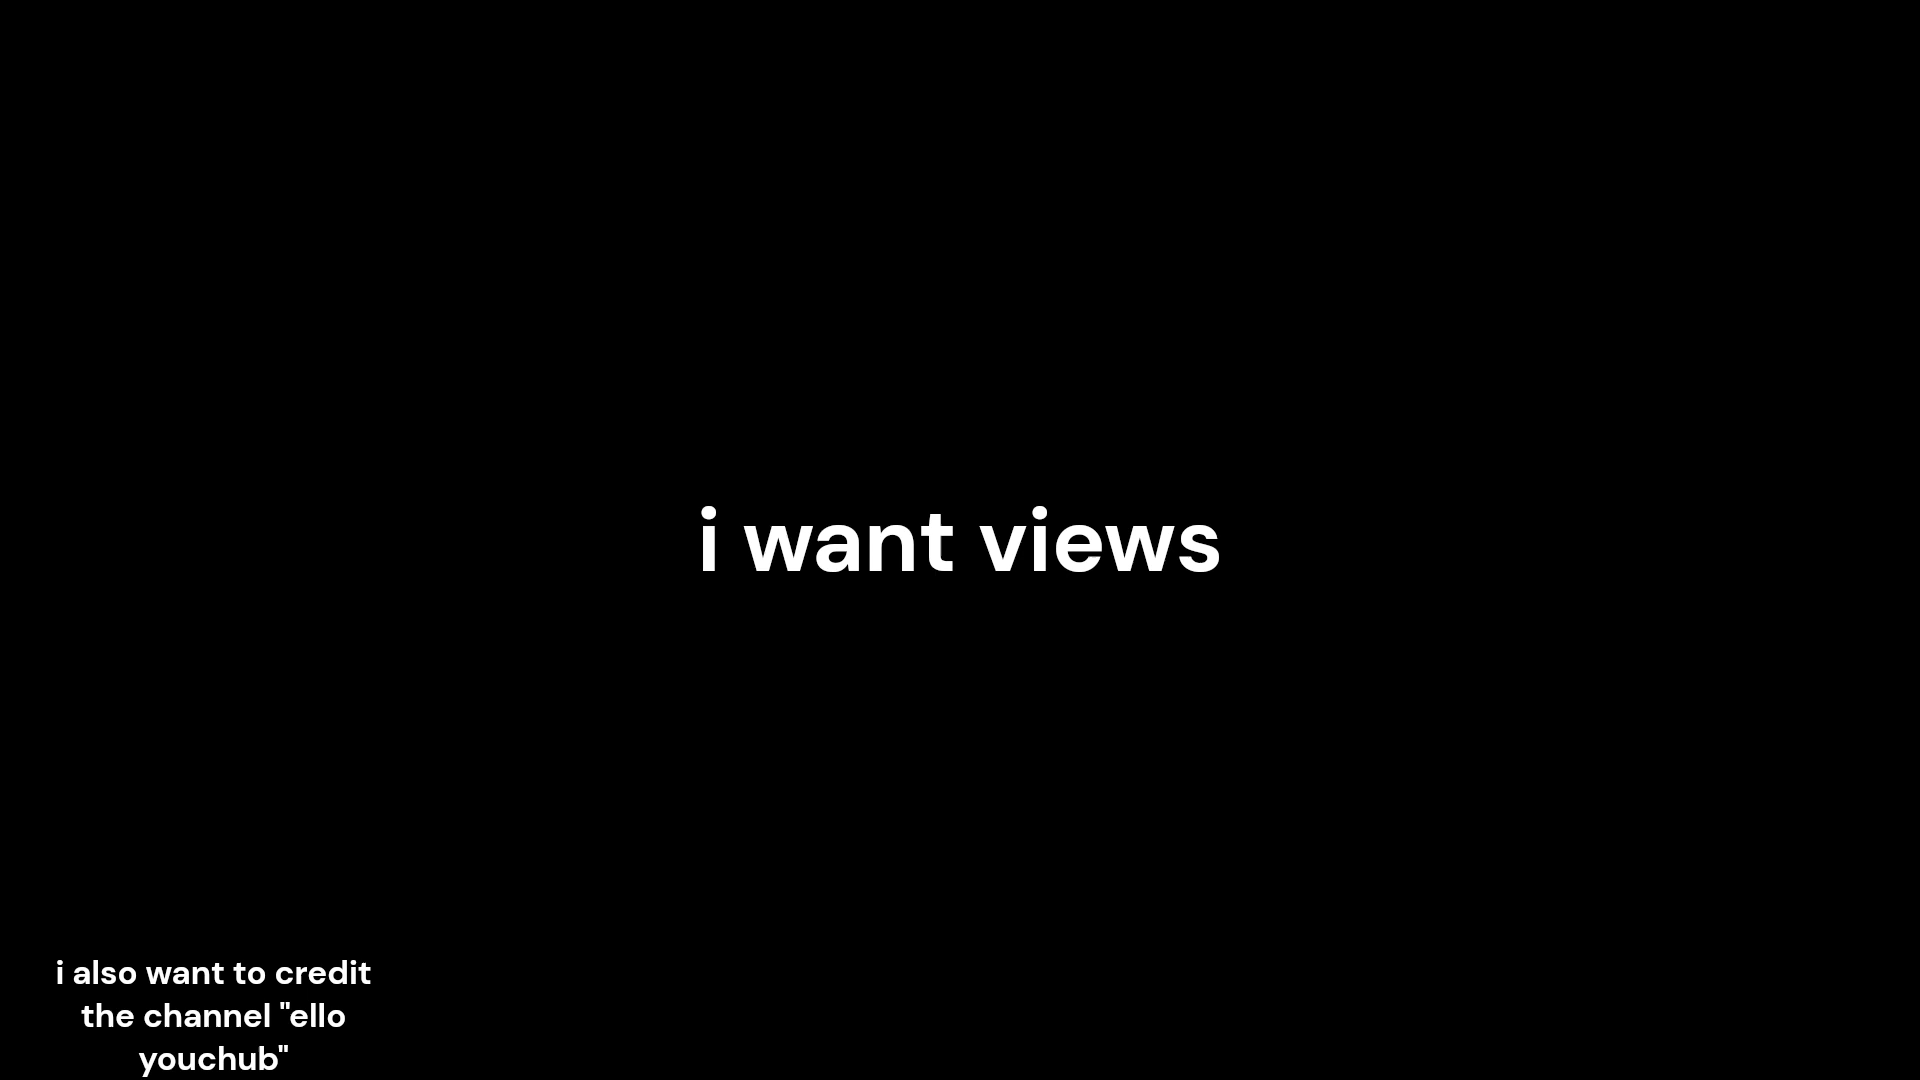 i want views
i also want to credit
the channel "ello
youchub"